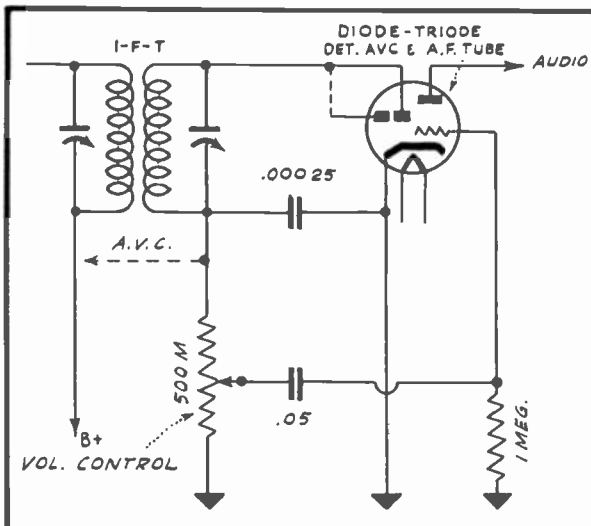 I-F-T
DIODE-TRIODE
DET. AVC & A.F. TUBE
AUDIO
.00025
A.V.C.
500 M
.05
1 MEG.
B+
VOL. CONTROL